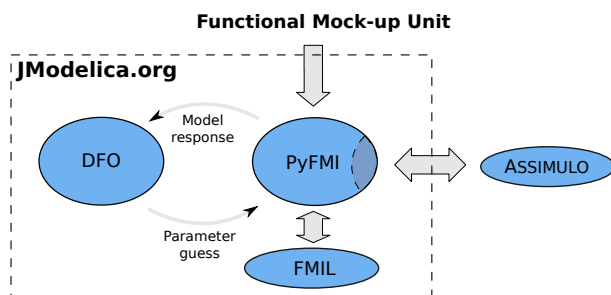 Functional Mock-up Unit
JModelica.org
Model
response
DFO
PyFMI
ASSIMULO
Parameter
guess
FMIL